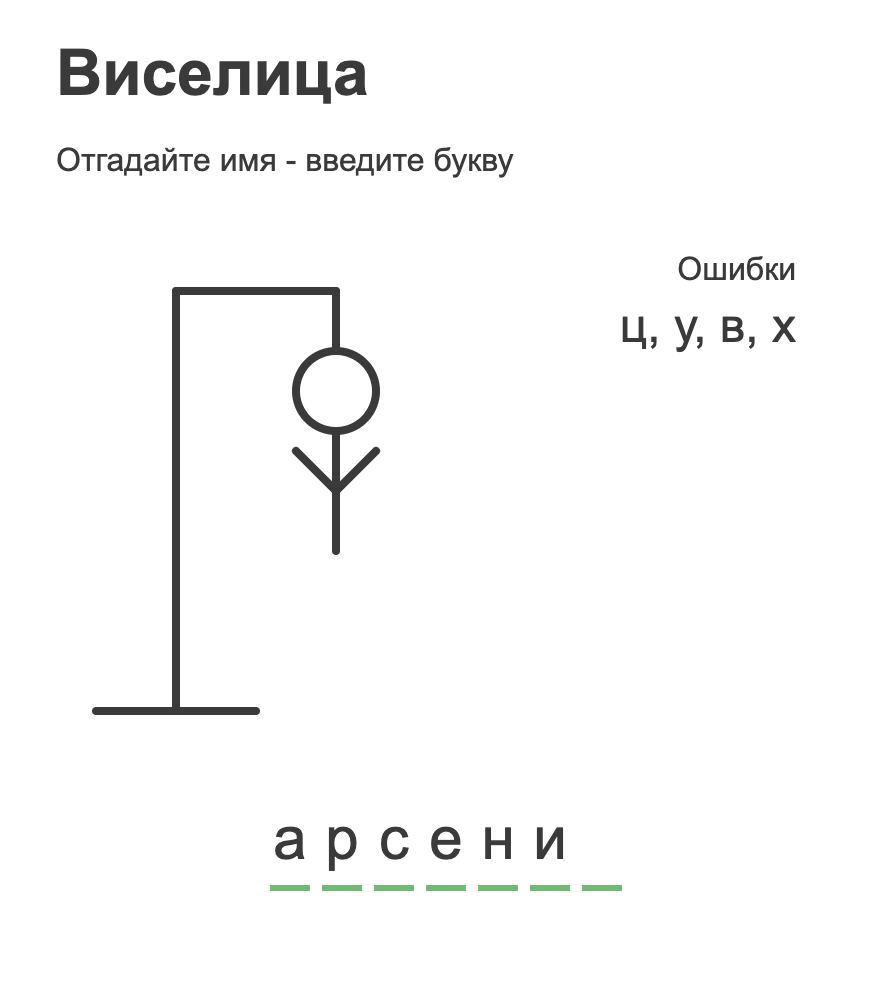 Виселица
Отгадайте имя - введите букву
Ошибки
ц, у, в, х
а р с е н и